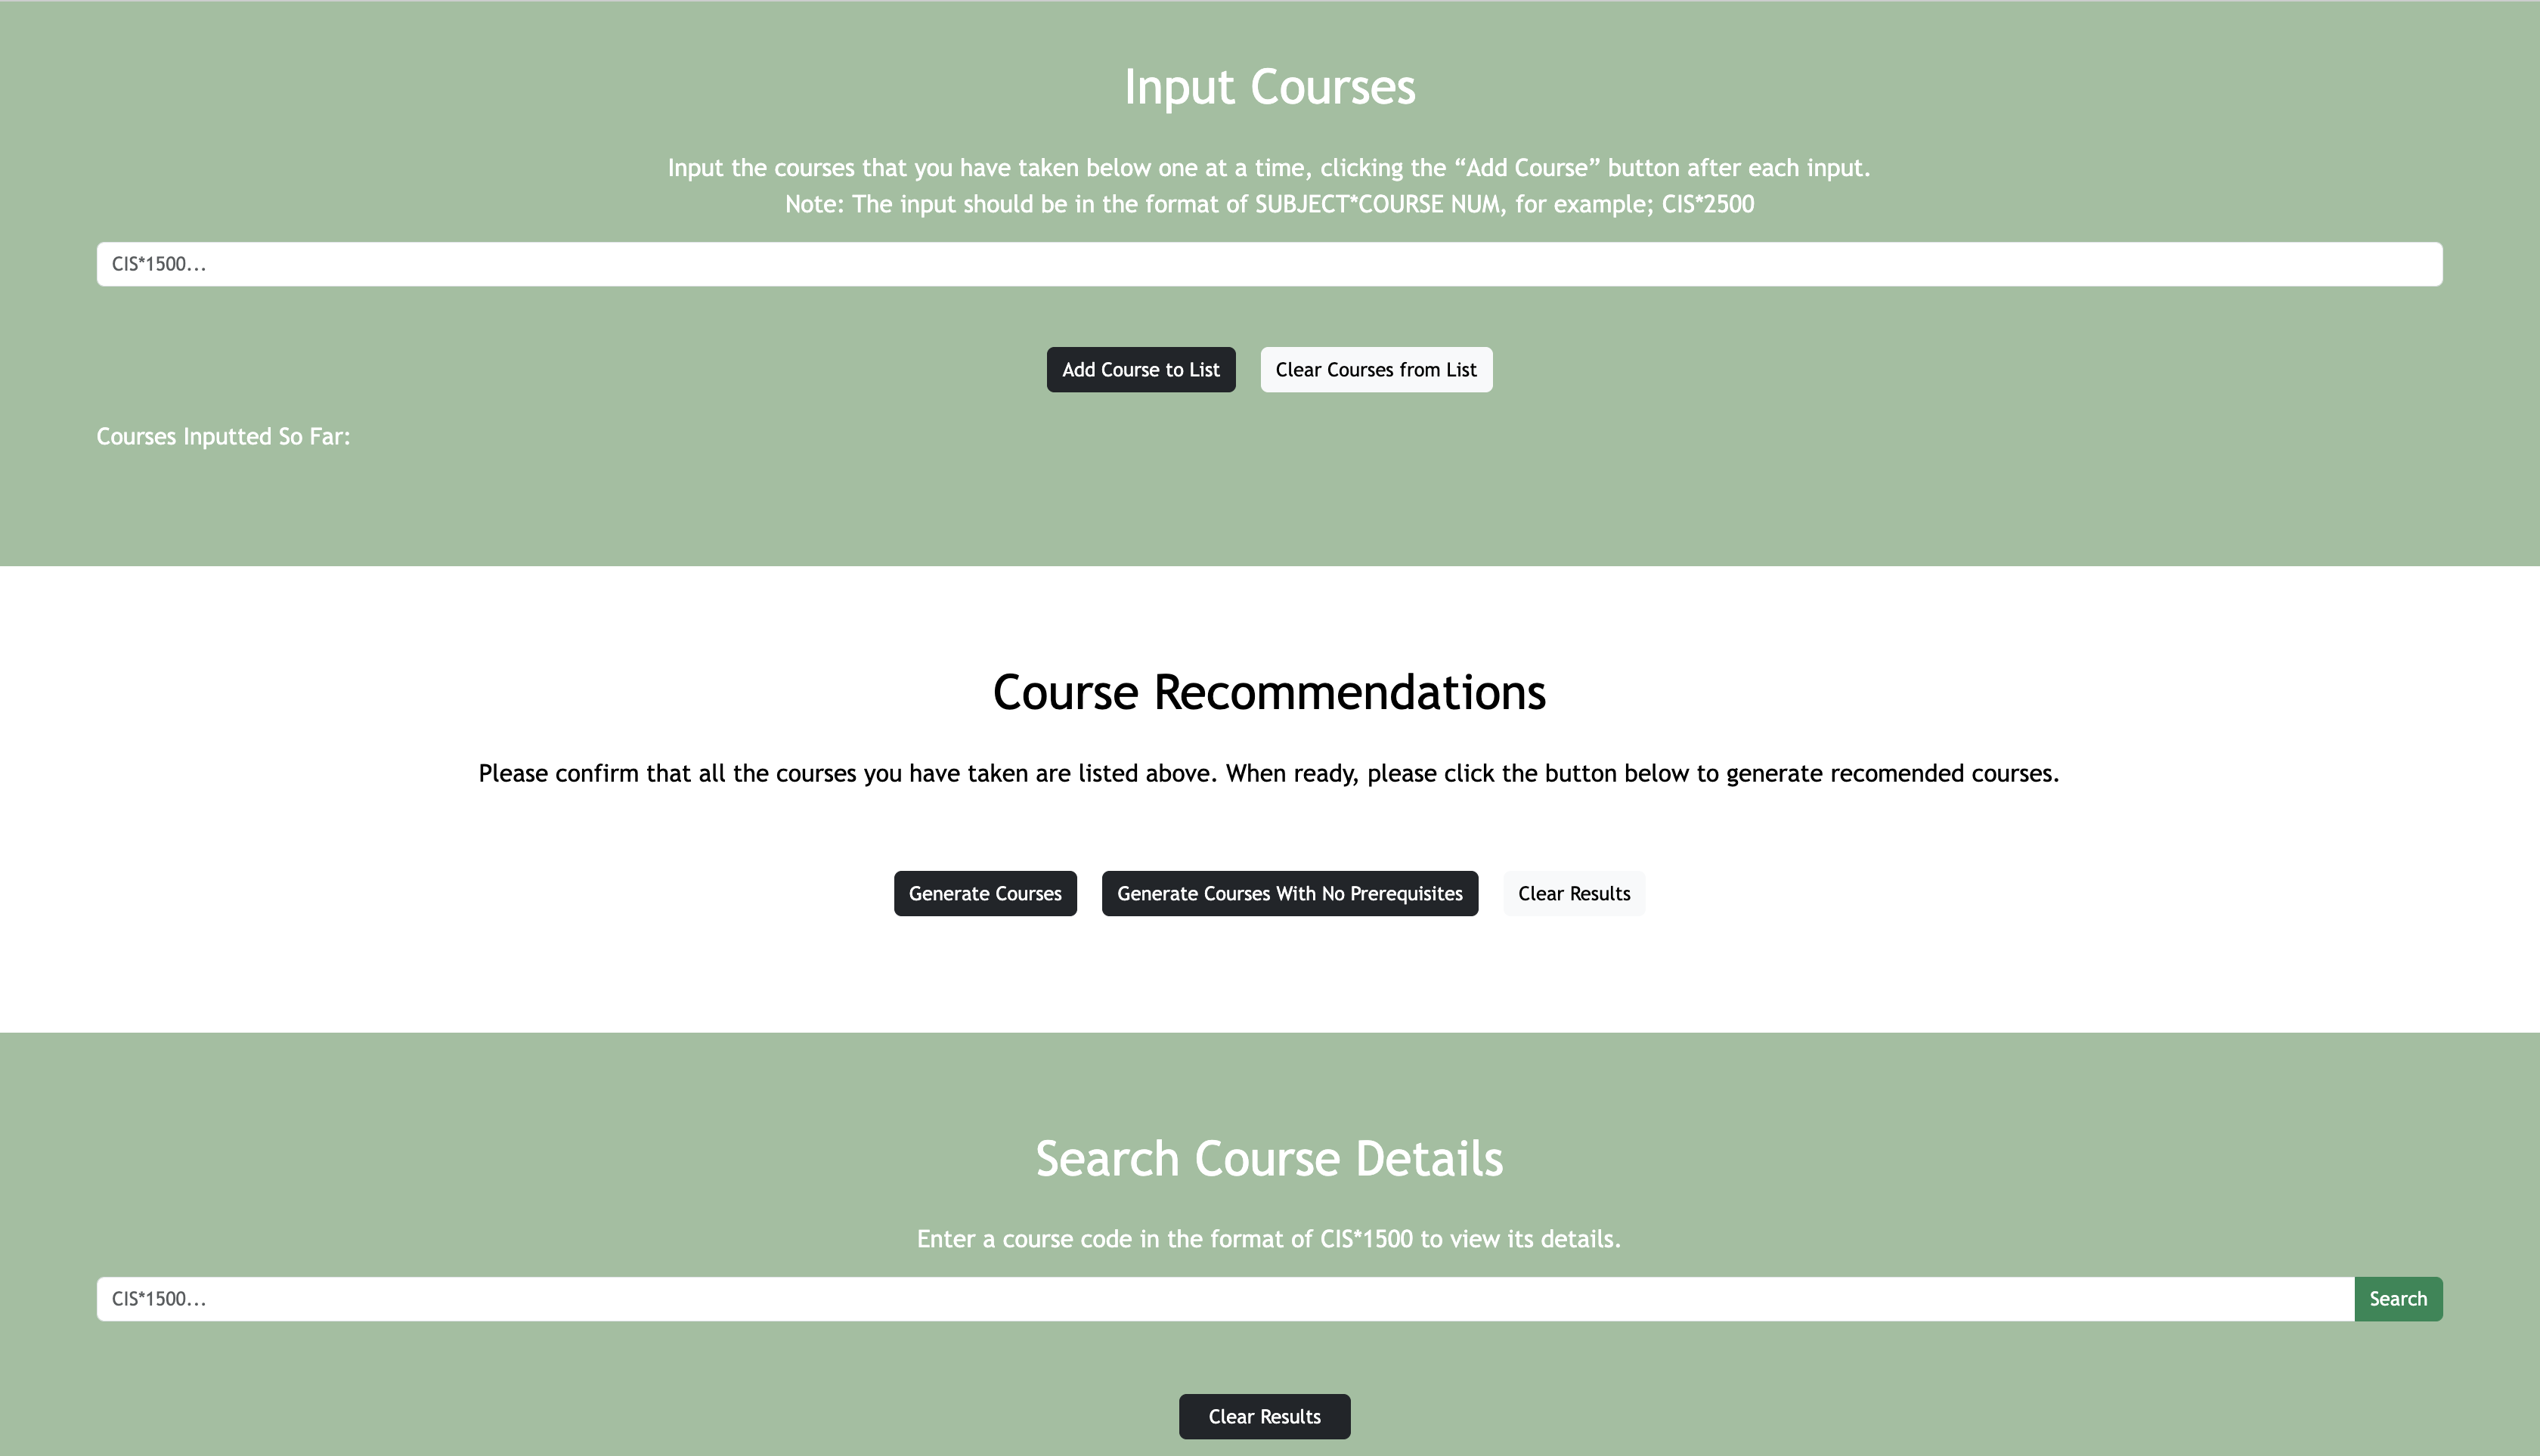 Input Courses
Input the courses that you have taken below one at a time, clicking the “Add Course” button after each input.
Note: The input should be in the format of SUBJECT*COURSE NUM, for example; CIS*2500
CIS*1500...
Add Course to List
Clear Courses from List
Courses Inputted So Far:
Course Recommendations
Please confirm that all the courses you have taken are listed above. When ready, please click the button below to generate recomended courses.
Generate Courses
Generate Courses With No Prerequisites
Clear Results
Search Course Details
Enter a course code in the format of CIS*1500 to view its details.
CIS*1500...
Search
Clear Results